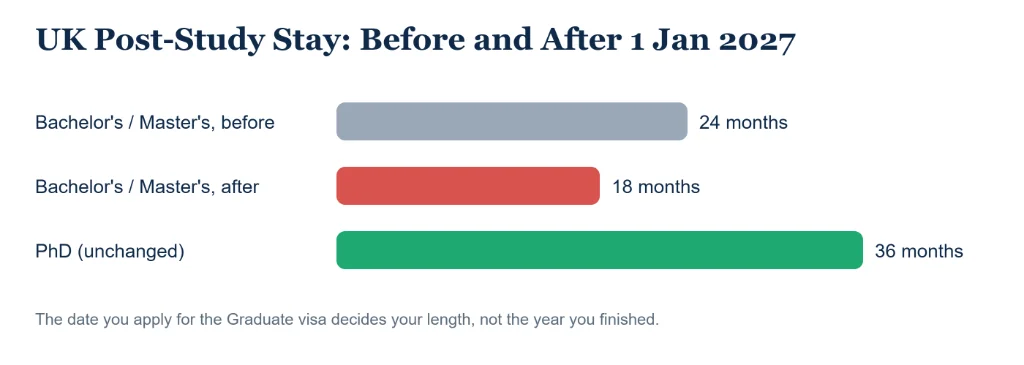 UK Post-Study Stay: Before and After 1 Jan 2027
Bachelor's / Master's, before
24 months
Bachelor's / Master's, after
18 months
PhD (unchanged)
36 months
The date you apply for the Graduate visa decides your length, not the year you finished.